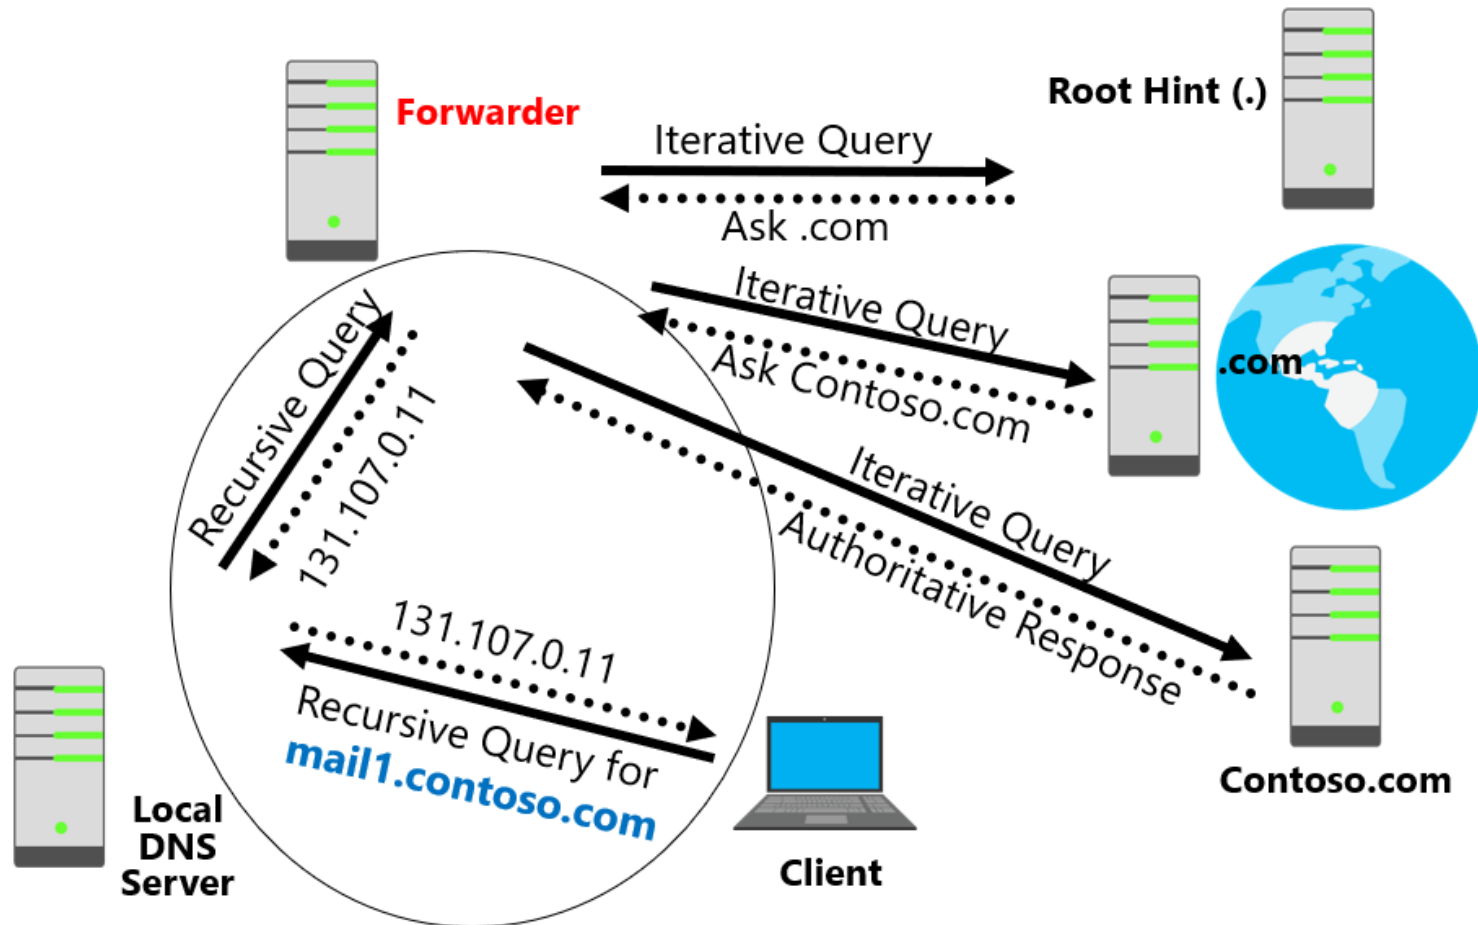 Forwarder
Root Hint (.)
Iterative Query
Ask .com
Iterative Query
Ask Contoso.com
.com
Recursive Query
131.107.0.11
Iterative Query
Authoritative Response
131.107.0.11
Recursive Query for
mail1.contoso.com
Local
DNS
Server
Client
Contoso.com